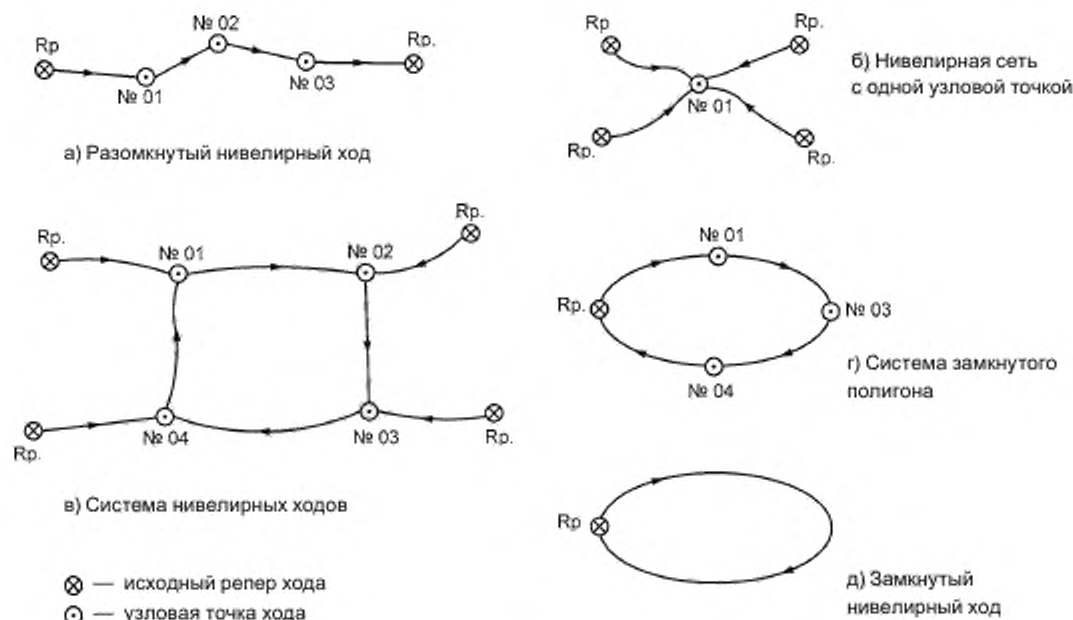 № 02
Rp
Rp.
№ 01
№ 03
а) Разомкнутый нивелирный ход
Rp
Rp.
№ 01
Rp.
Rp.
б) Нивелирная сеть
с одной узловой точкой
Rp.
№ 01
№ 02
Rp.
Rp.
№ 04
№ 03
Rp.
в) Система нивелирных ходов
№ 01
Rp.
№ 03
№ 04
г) Система замкнутого
полигона
Rp
д) Замкнутый
нивелирный ход
— исходный репер хода
— узловая точка хода